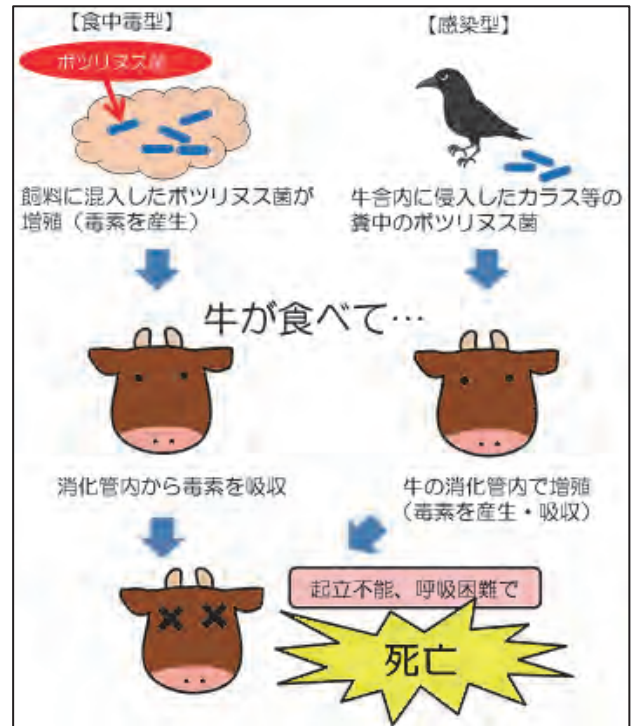 【食中毒型】
ボツリヌス菌
飼料に混入したボツリヌス菌が
増殖(毒素を産生)
【感染型】
牛舎内に侵入したカラス等の
糞中のボツリヌス菌
牛が食べて…
消化管内から毒素を吸収
牛の消化管内で増殖
(毒素を産生・吸収)
起立不能、呼吸困難で
死亡